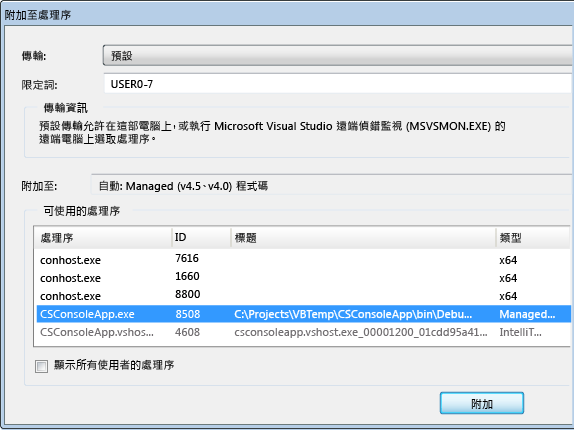 附加至處理序
傳輸: 預設
限定詞: USER0-7
傳輸資訊
預設傳輸允許在這部電腦上,或執行 Microsoft Visual Studio 遠端偵錯監視 (MSVSMON.EXE) 的
遠端電腦上選取處理序。
附加至: 自動: Managed (v4.5、v4.0) 程式碼
可使用的處理序
處理序 ID 標題 類型
conhost.exe 7616 x64
conhost.exe 1660 x64
conhost.exe 8800 x64
CSConsoleApp.exe 8508 C:\Projects\VBTemp\CSConsoleApp\bin\Debu... Managed...
CSConsoleApp.vshos... 4608 csconsoleapp.vshost.exe_00001200_01cdd95a41... IntelliT...
顯示所有使用者的處理序
附加